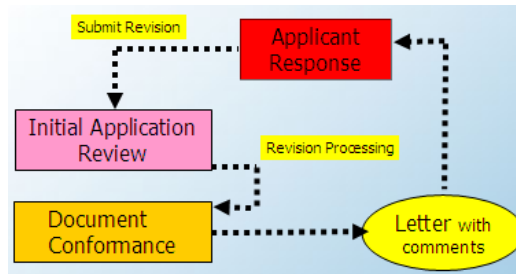 Submit Revision
Applicant
Response
Initial Application
Review
Revision Processing
Document
Conformance
Letter with
comments